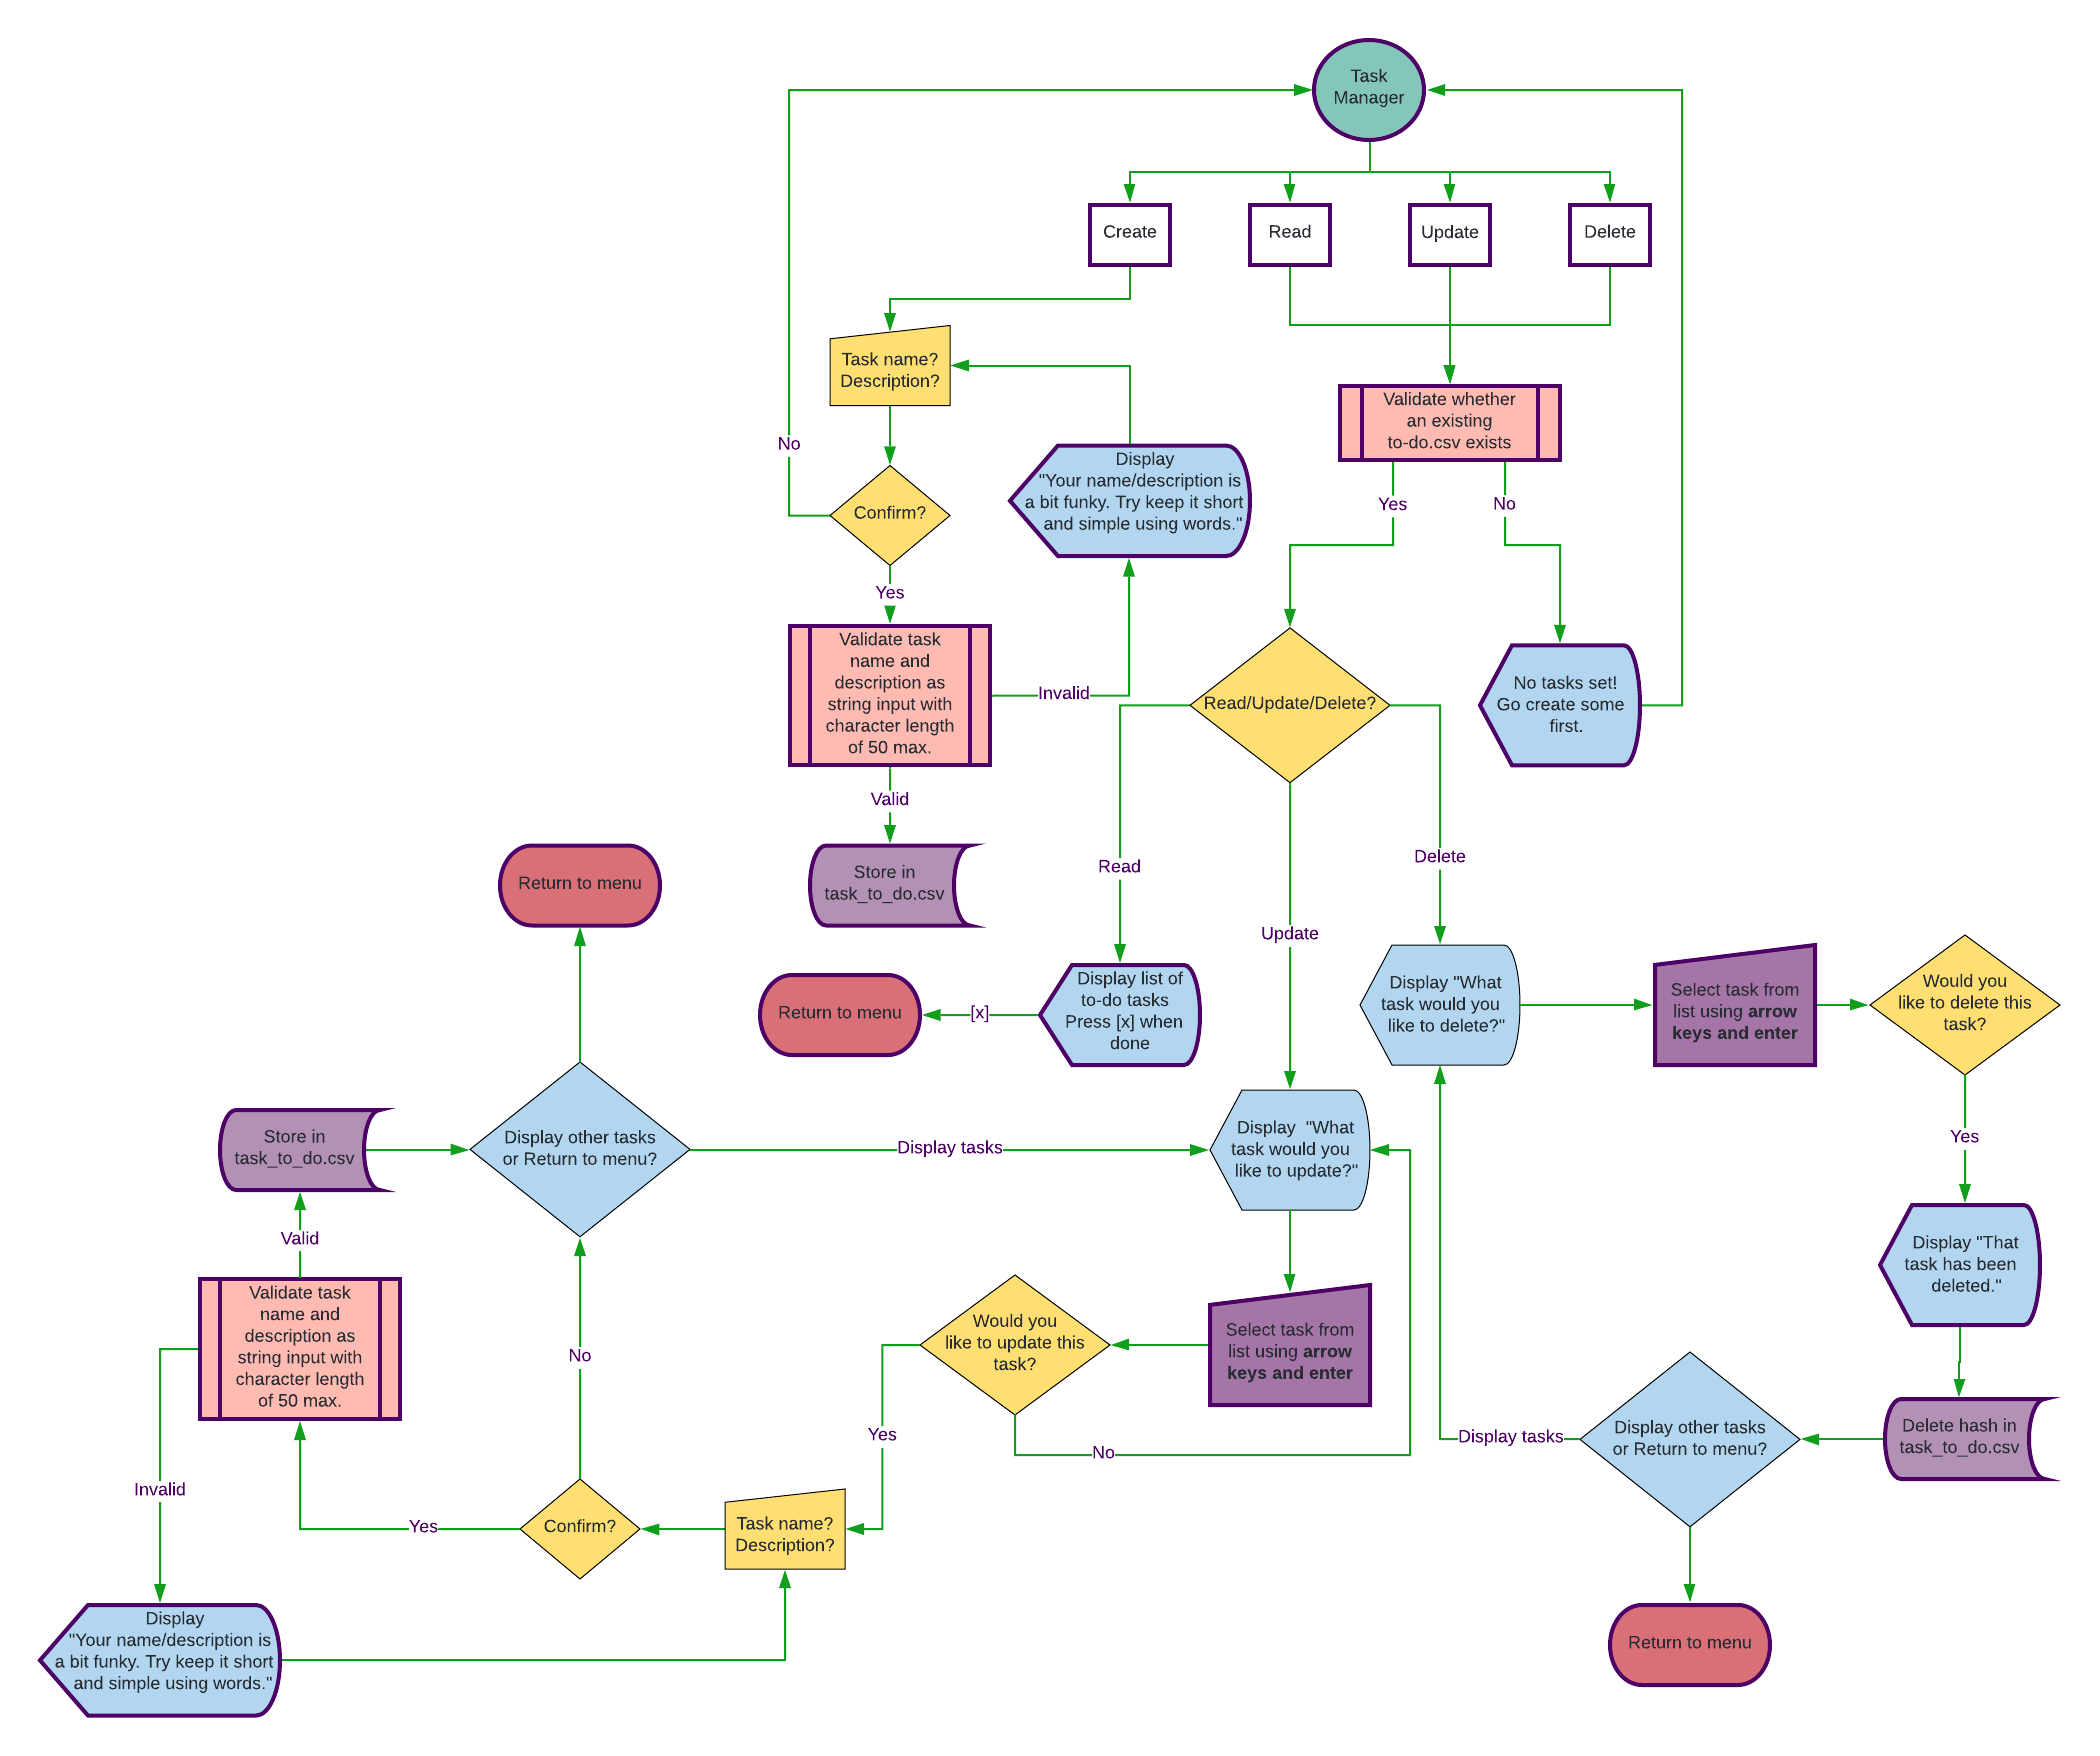 Task
Manager
Create
Read
Update
Delete
Task name?
Description?
No
Confirm?
Yes
Display
"Your name/description is
a bit funky. Try keep it short
and simple using words."
Validate whether
an existing
to-do.csv exists
Yes
No
Validate task
name and
description as
string input with
character length
of 50 max.
Invalid
Valid
Read/Update/Delete?
No tasks set!
Go create some
first.
Return to menu
Store in
task_to_do.csv
Read
Update
Delete
Return to menu
[x]
Display list of
to-do tasks
Press [x] when
done
Display "What
task would you
like to delete?"
Select task from
list using arrow
keys and enter
Would you
like to delete this
task?
Yes
Store in
task_to_do.csv
Display other tasks
or Return to menu?
Display tasks
Display  "What
task would you
like to update?"
Valid
Display "That
task has been
deleted."
Validate task
name and
description as
string input with
character length
of 50 max.
No
Would you
like to update this
task?
Select task from
list using arrow
keys and enter
Yes
No
Display tasks
Display other tasks
or Return to menu?
Delete hash in
task_to_do.csv
Invalid
Yes
Confirm?
Task name?
Description?
Display
"Your name/description is
a bit funky. Try keep it short
and simple using words."
Return to menu